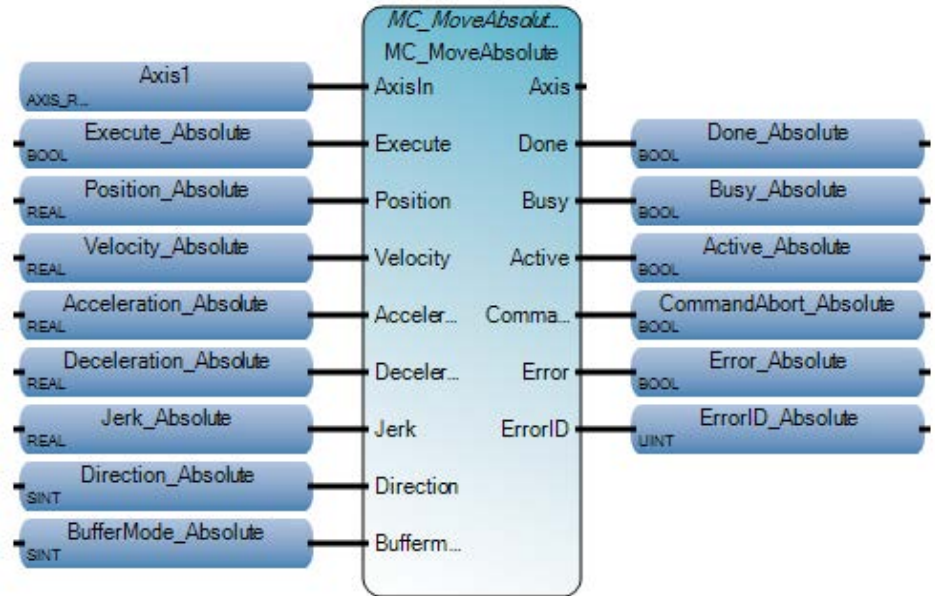 MC_MoveAbsolut...
MC_MoveAbsolute
Axis1
AXIS_R...
AxisIn
Axis
Execute_Absolute
BOOL
Execute
Done
Done_Absolute
BOOL
Position_Absolute
REAL
Position
Busy
Busy_Absolute
BOOL
Velocity_Absolute
REAL
Velocity
Active
Active_Absolute
BOOL
Acceleration_Absolute
REAL
Acceler...
Comma...
CommandAbort_Absolute
BOOL
Deceleration_Absolute
REAL
Deceler...
Error
Error_Absolute
BOOL
Jerk_Absolute
REAL
Jerk
ErrorID
ErrorID_Absolute
UINT
Direction_Absolute
SINT
Direction
BufferMode_Absolute
SINT
Bufferm...